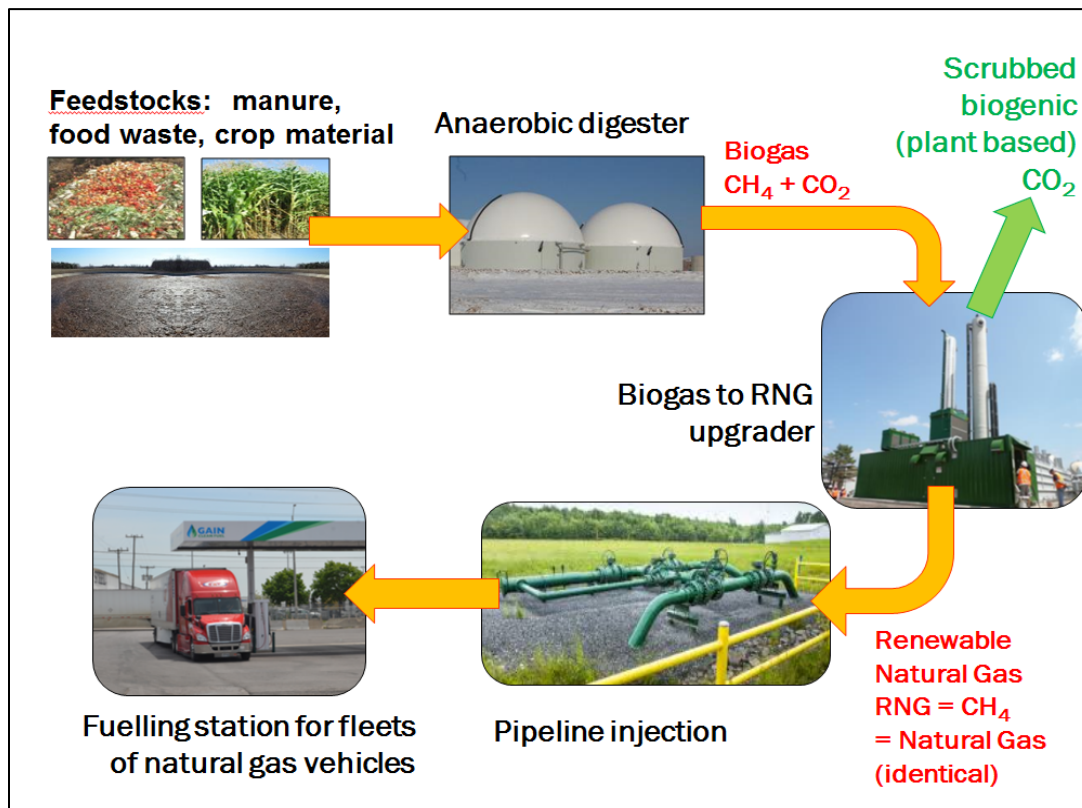 Feedstocks: manure,
food waste, crop material
Anaerobic digester
Biogas
CH₄ + CO₂
Scrubbed
biogenic
(plant based)
CO₂
Biogas to RNG
upgrader
GAIN
Fuelling station for fleets
of natural gas vehicles
Pipeline injection
Renewable
Natural Gas
RNG = CH₄
= Natural Gas
(identical)